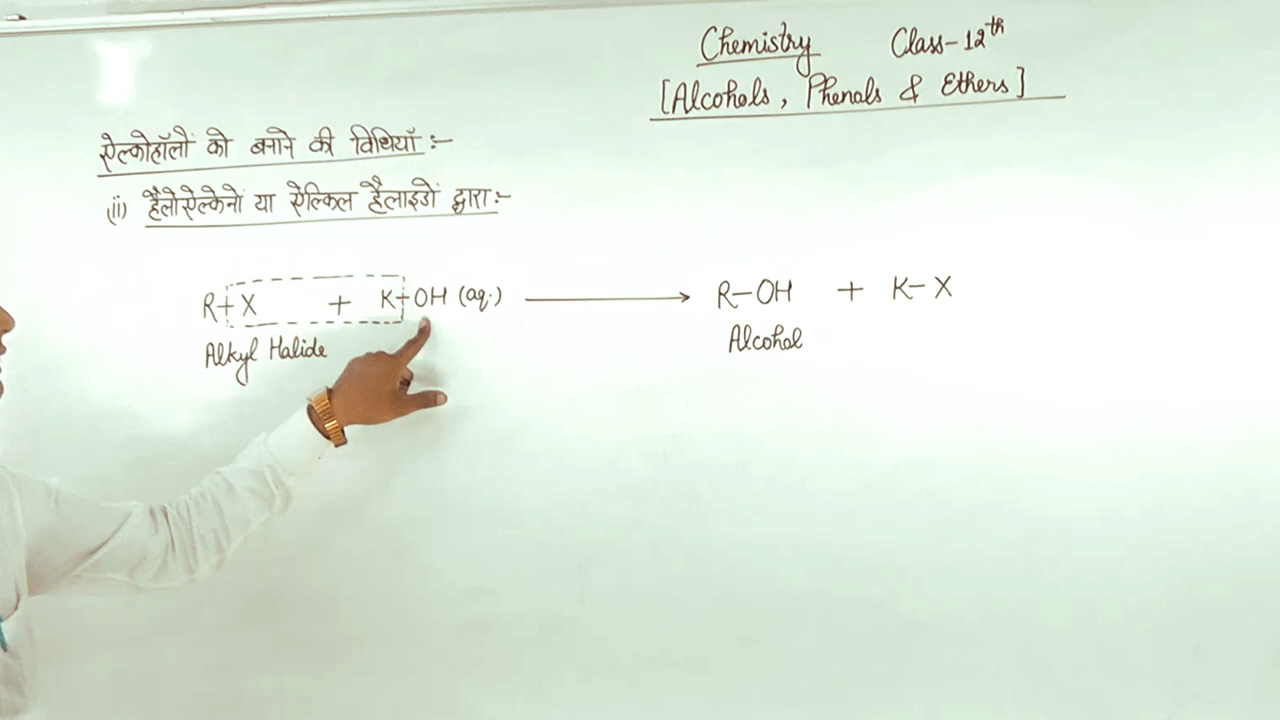 Chemistry Class-12th
[Alcohols, Phenols & Ethers]
ऐल्कोहॉलों को बनाने की विधियाँ :-
(ii) हैलोऐल्केनों या ऐल्किल हैलाइडों द्वारा :-
R-X + K-OH (aq.) ⟶ R-OH + K-X
Alkyl Halide Alcohol